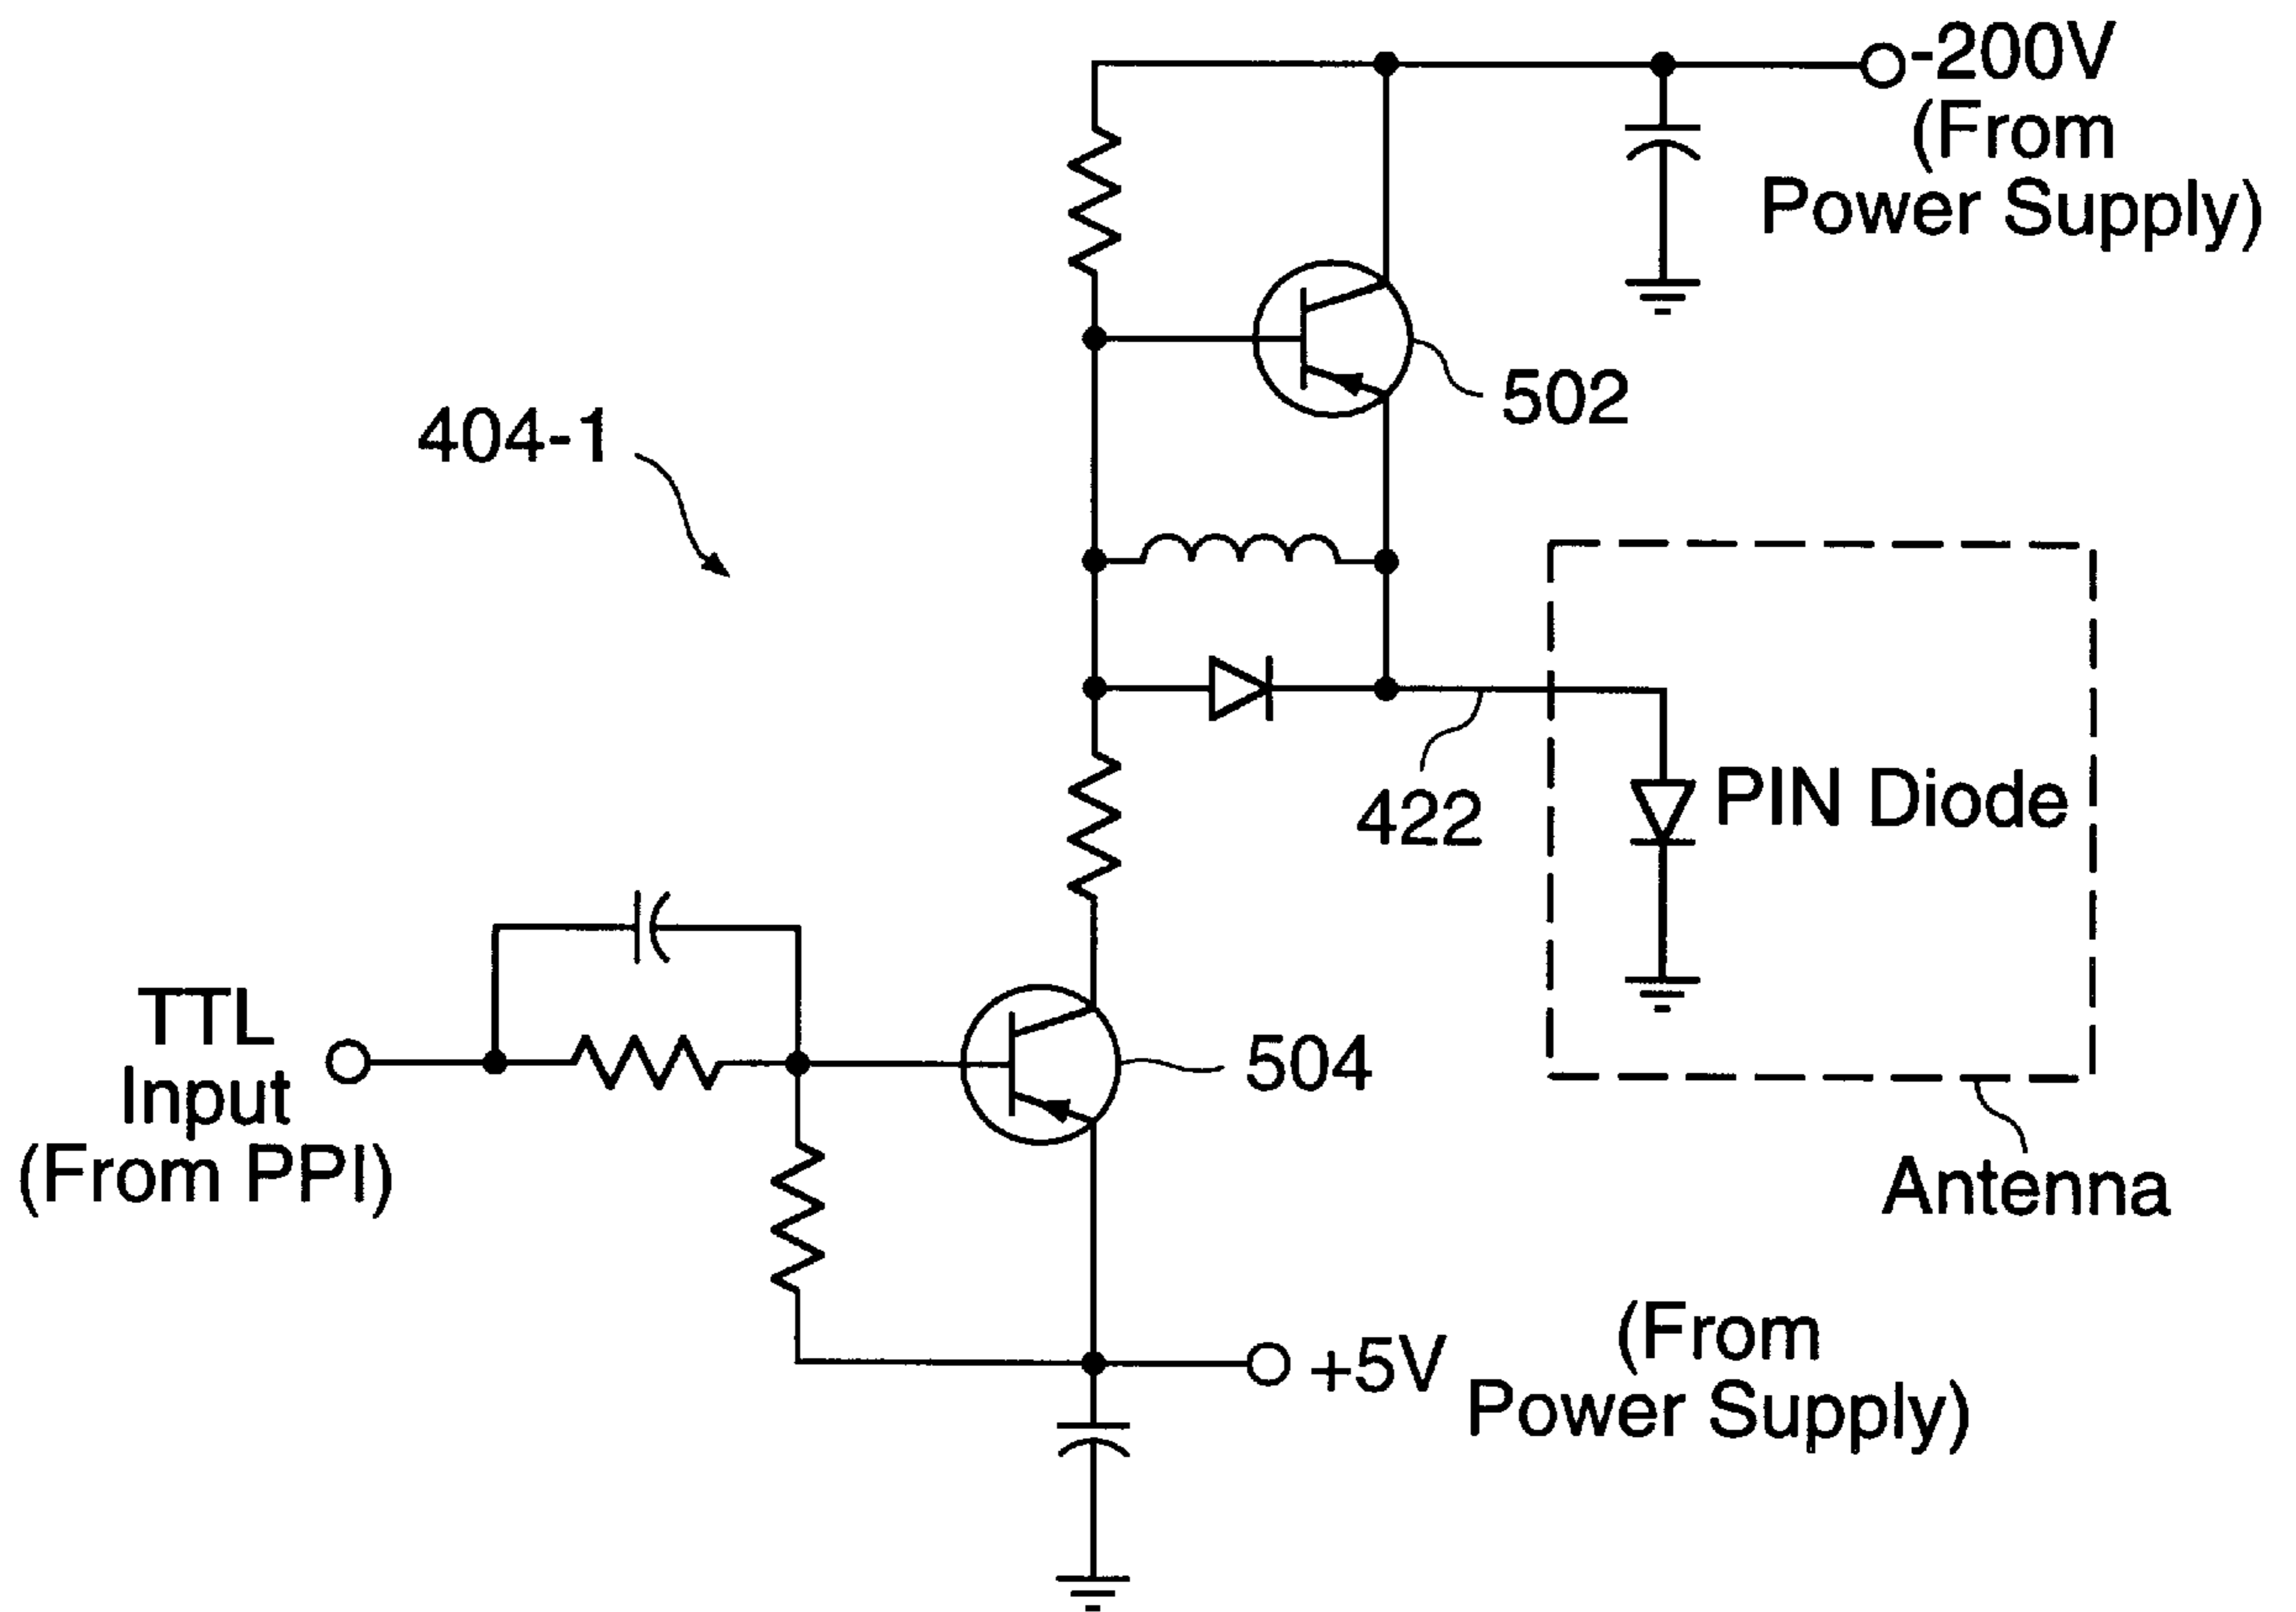 -200V
(From
Power Supply)
502
404-1
422
PIN Diode
TTL
Input
(From PPI)
504
Antenna
+5V
(From
Power Supply)